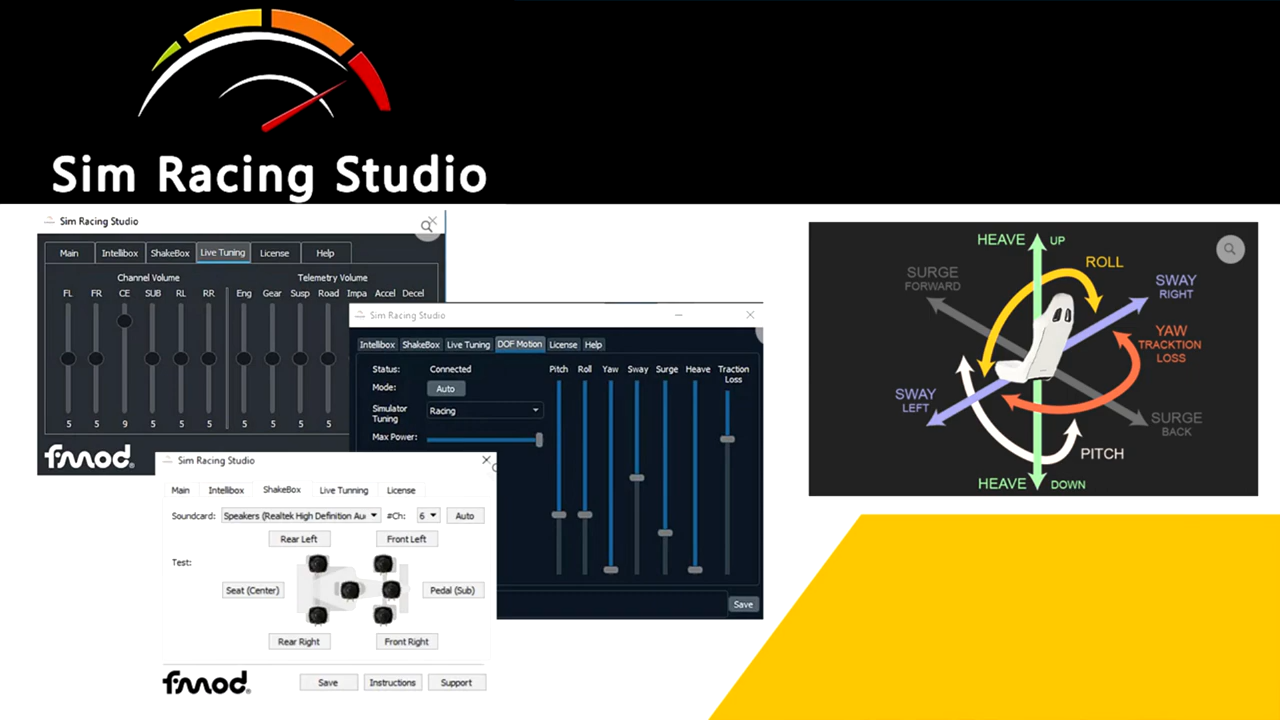 Sim Racing Studio
Sim Racing Studio
Main Intellibox ShakeBox Live Tuning License Help
Channel Volume Telemetry Volume
FL FR CE SUB RL RR Eng Gear Susp Road Impa Accel Decel
5 5 9 5 5 5 5 5 5 5
fmod.
Sim Racing Studio
Intellibox ShakeBox Live Tuning DOF Motion License Help
Status: Connected
Mode: Auto
Simulator Tuning Racing
Max Power:
Pitch Roll Yaw Sway Surge Heave Traction Loss
Save
Sim Racing Studio
Main Intellibox ShakeBox Live Tunning License
Soundcard: Speakers (Realtek High Definition Au #Ch: 6 Auto
Rear Left Front Left
Test:
Seat (Center) Pedal (Sub)
Rear Right Front Right
fmod.
Save Instructions Support
HEAVE UP
ROLL
SURGE
FORWARD
SWAY
RIGHT
YAW
TRACKTION
LOSS
SWAY
LEFT
SURGE
BACK
PITCH
HEAVE DOWN